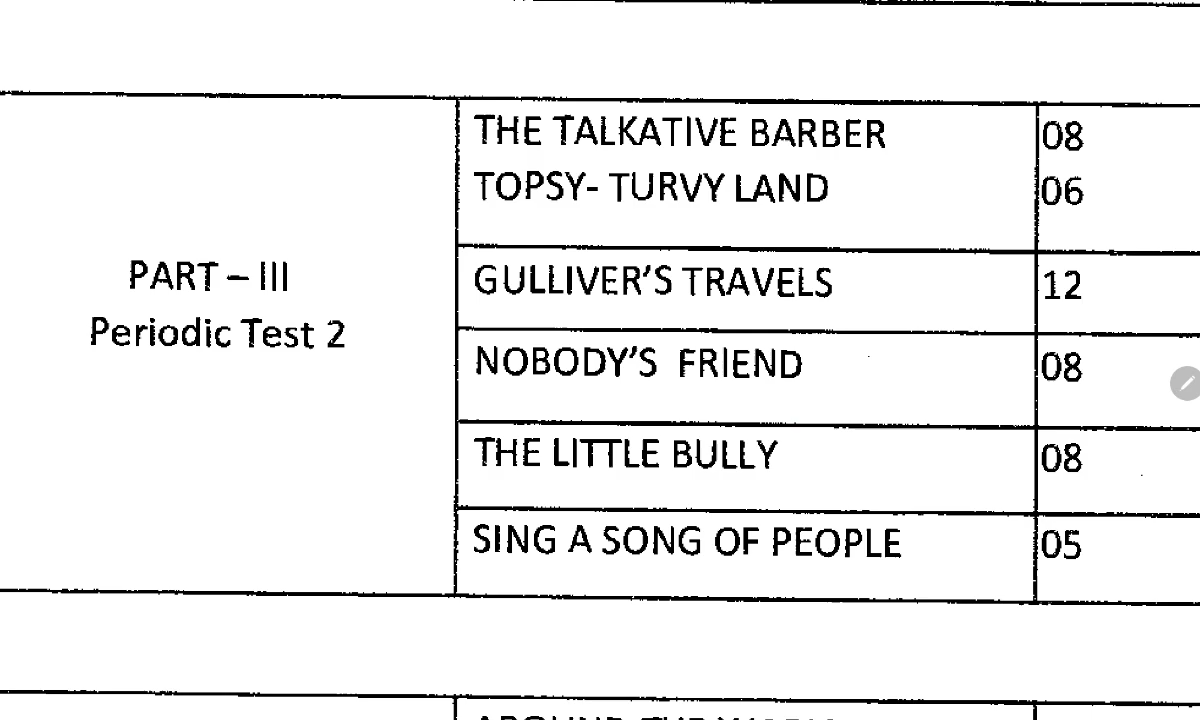 THE TALKATIVE BARBER 08
TOPSY- TURVY LAND 06
PART – III
Periodic Test 2
GULLIVER'S TRAVELS 12
NOBODY'S FRIEND 08
THE LITTLE BULLY 08
SING A SONG OF PEOPLE 05